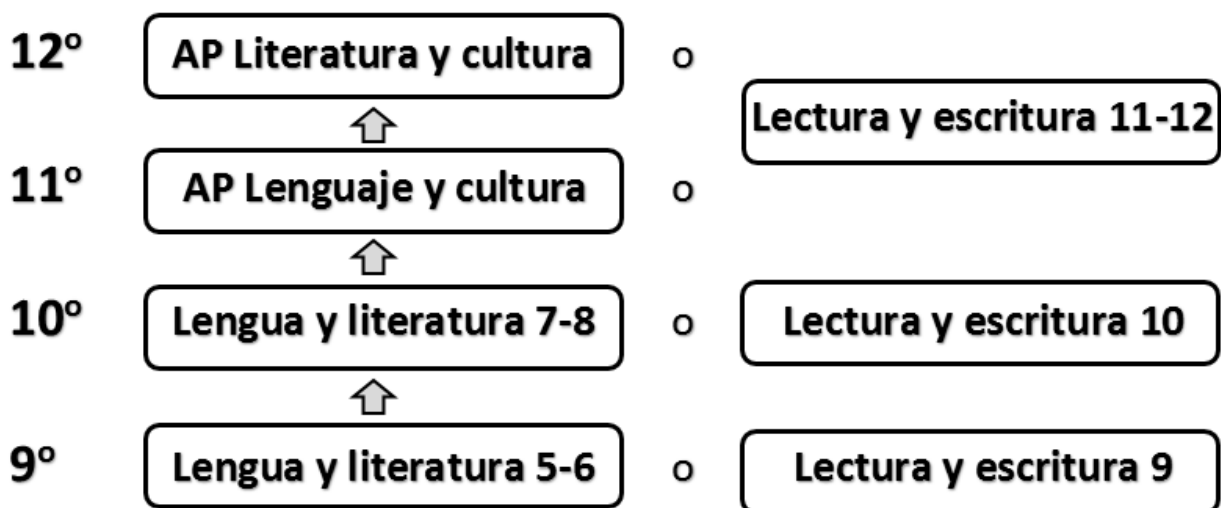 12º AP Literatura y cultura o
Lectura y escritura 11-12
11º AP Lenguaje y cultura o
10º Lengua y literatura 7-8 o Lectura y escritura 10
9º Lengua y literatura 5-6 o Lectura y escritura 9